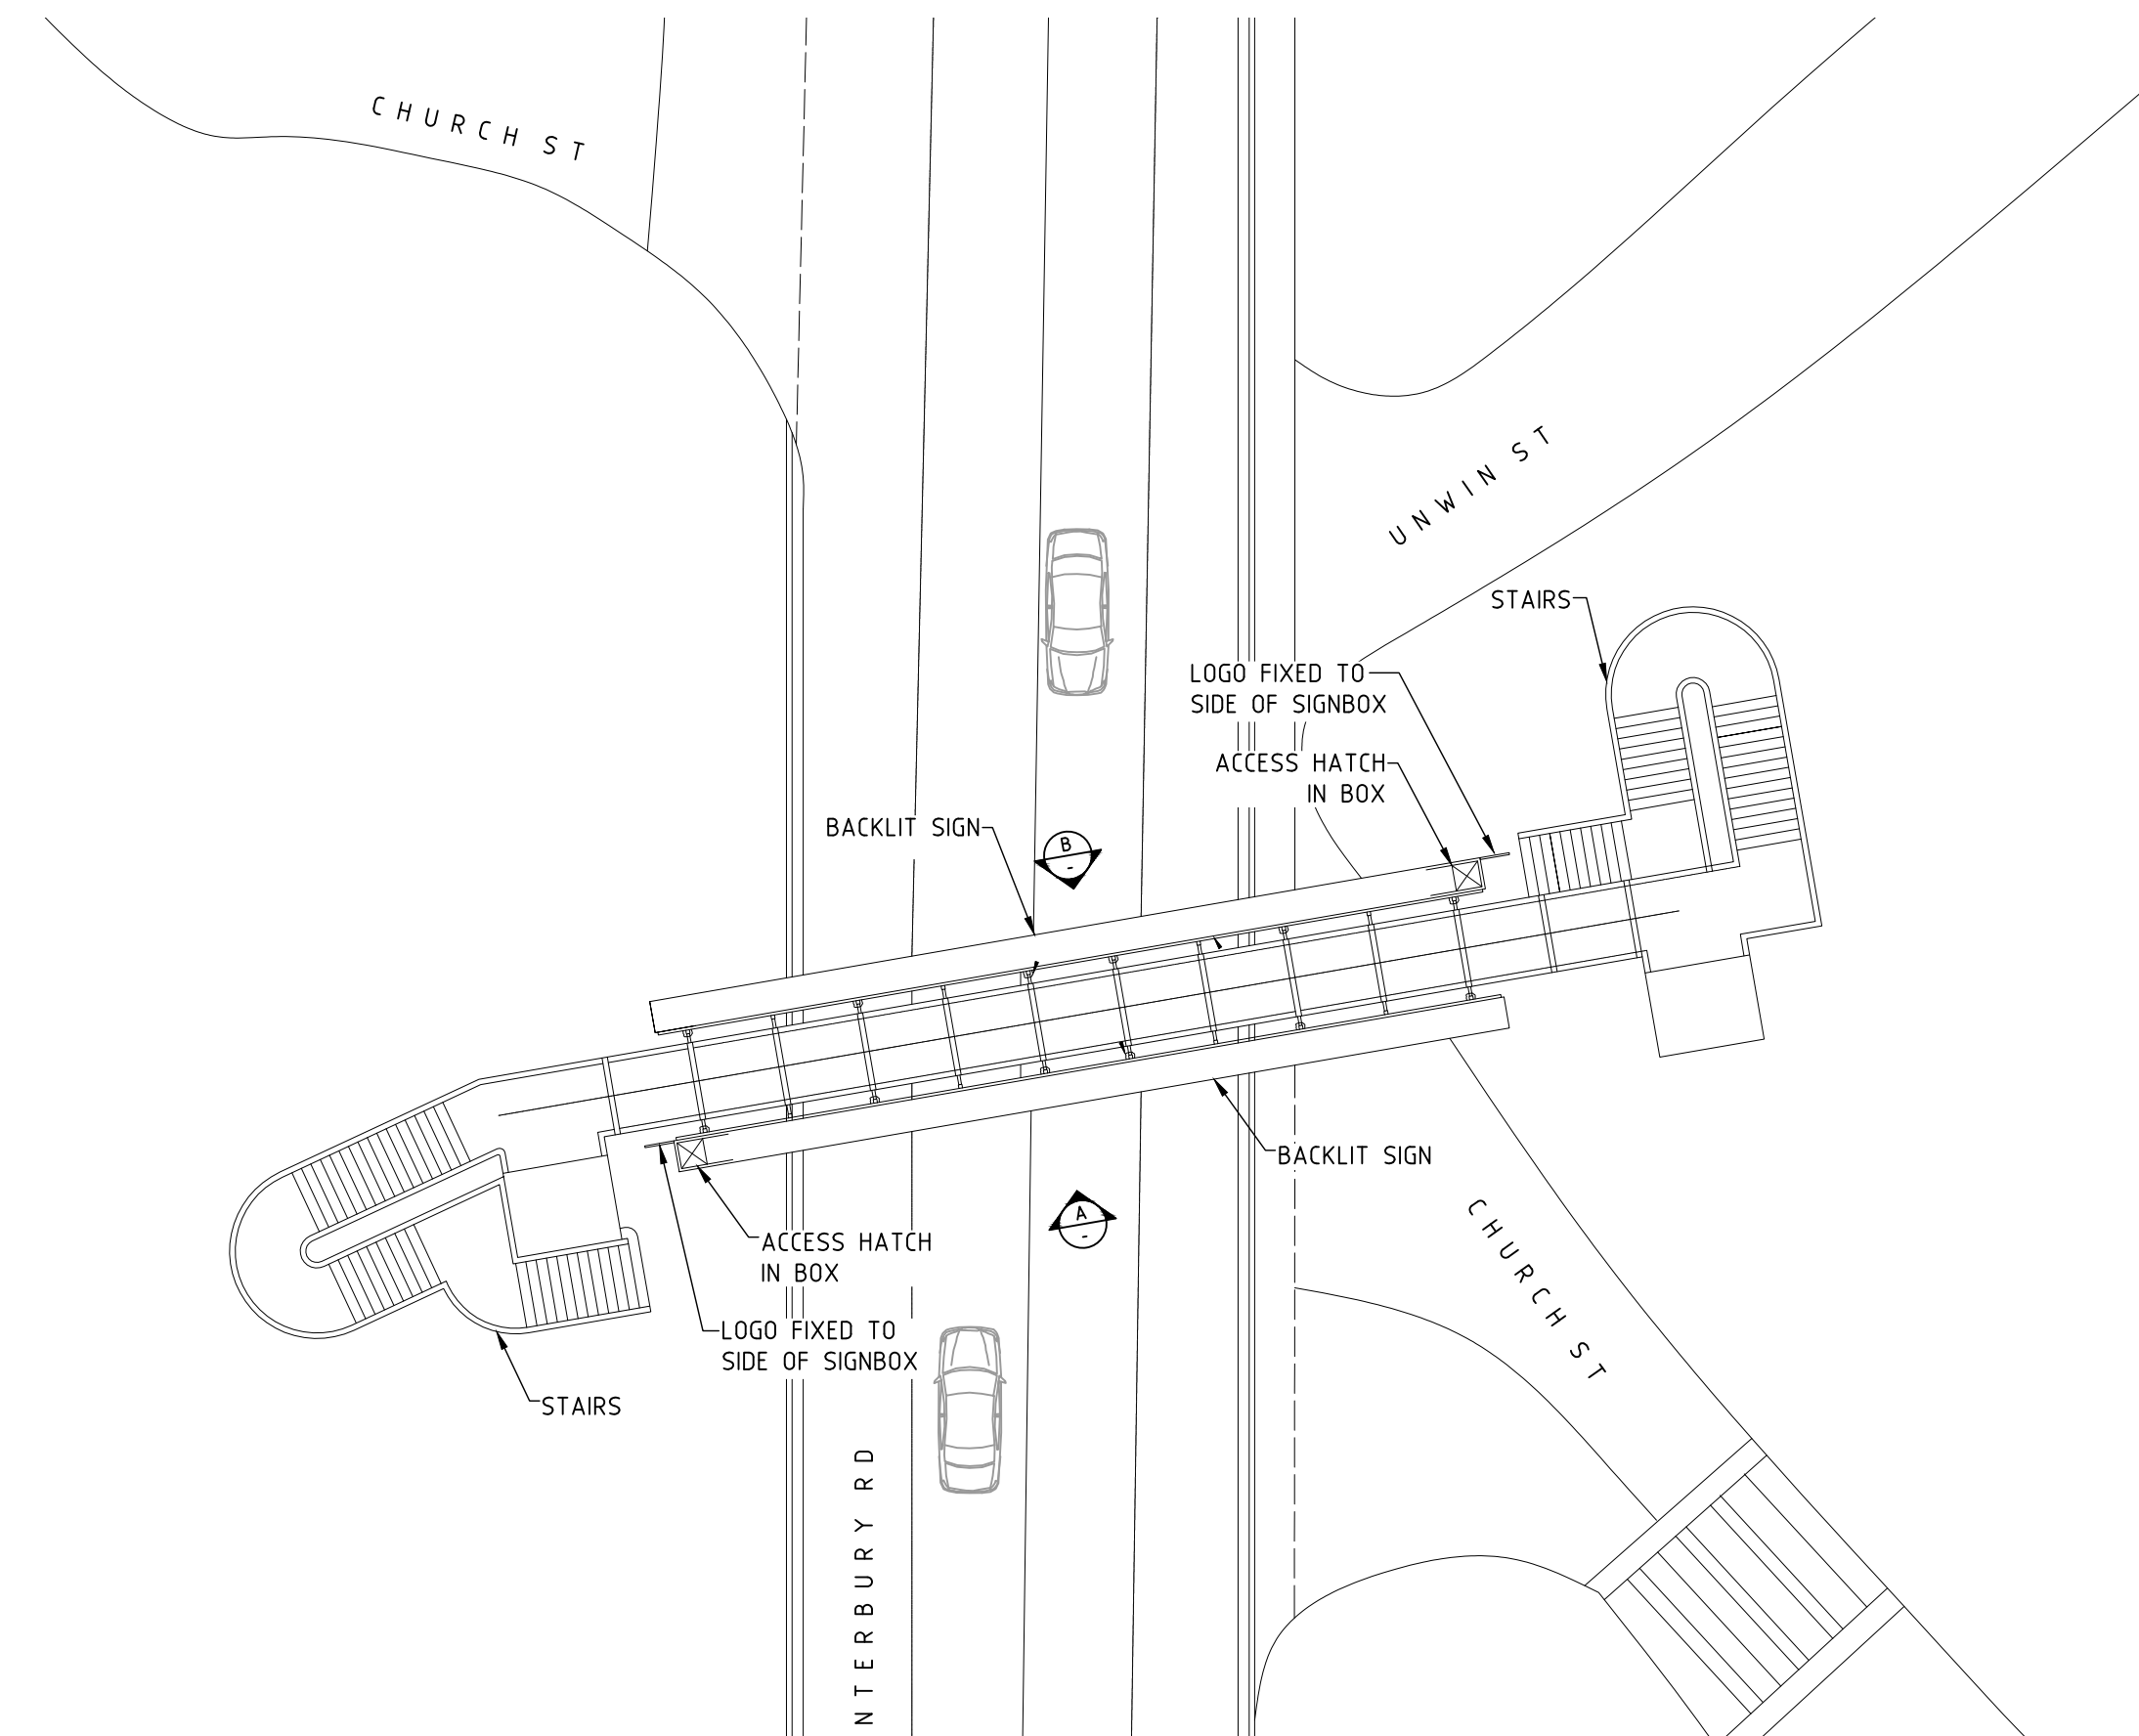 CHURCH ST
UNWIN ST
STAIRS
LOGO FIXED TO
SIDE OF SIGNBOX
ACCESS HATCH
IN BOX
BACKLIT SIGN
B
-
BACKLIT SIGN
A
-
CHURCH ST
ACCESS HATCH
IN BOX
LOGO FIXED TO
SIDE OF SIGNBOX
STAIRS
NTERBURY RD